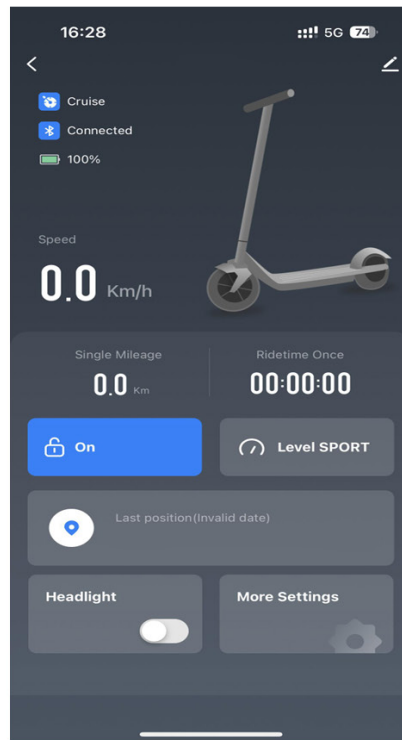 16:28
5G 74
Cruise
Connected
100%
Speed
0.0 Km/h
Single Mileage
Ridetime Once
0.0 Km
00:00:00
On
Level SPORT
Last position(Invalid date)
Headlight
More Settings